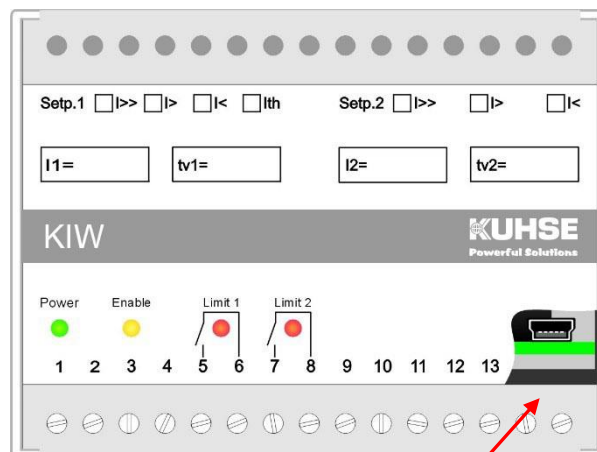 Setp.1 I>> I> I< Ith Setp.2 I>> I> I<
I1= tv1= I2= tv2=
KIW KUHSE
Powerful Solutions
Power Enable Limit 1 Limit 2
1 2 3 4 5 6 7 8 9 10 11 12 13